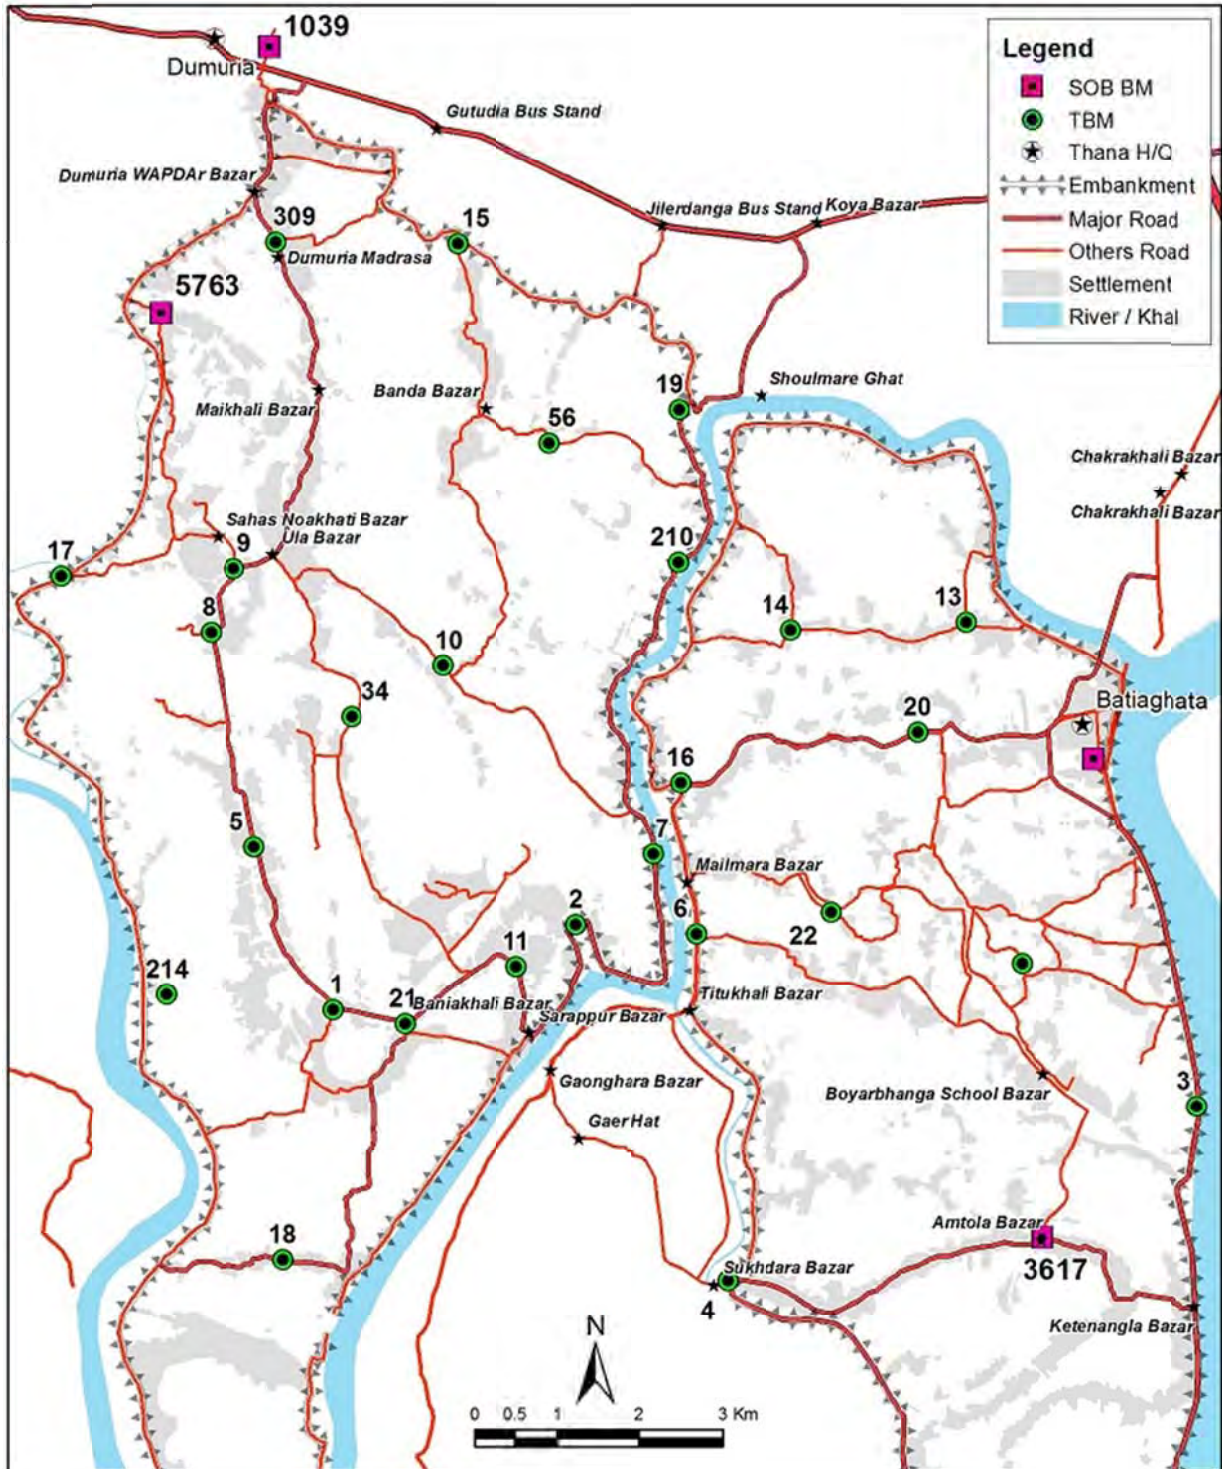 1039
Dumuria
Gutudia Bus Stand
Legend
SOB BM
TBM
Thana H/Q
Embankment
Major Road
Others Road
Settlement
River / Khal
Dumuria WAPDAr Bazar
309
15
Jilerdanga Bus Stand
Koya Bazar
Dumuria Madrasa
5763
Shoulmare Ghat
19
Banda Bazar
Maikhali Bazar
56
Chakrakhali Bazar
Chakrakhali Bazar
Sahas Noakhati Bazar
Ula Bazar
17
9
210
8
14
13
10
34
20
Batiaghata
16
5
7
Mailmara Bazar
2
6
22
11
214
1
21
Baniakhali Bazar
Sarappur Bazar
Titukhali Bazar
Gaonghara Bazar
Boyarbhanga School Bazar
3
GaerHat
18
Amtola Bazar
Sukhdara Bazar
3617
4
Ketenangla Bazar
N
0 0.5 1 2 3 Km